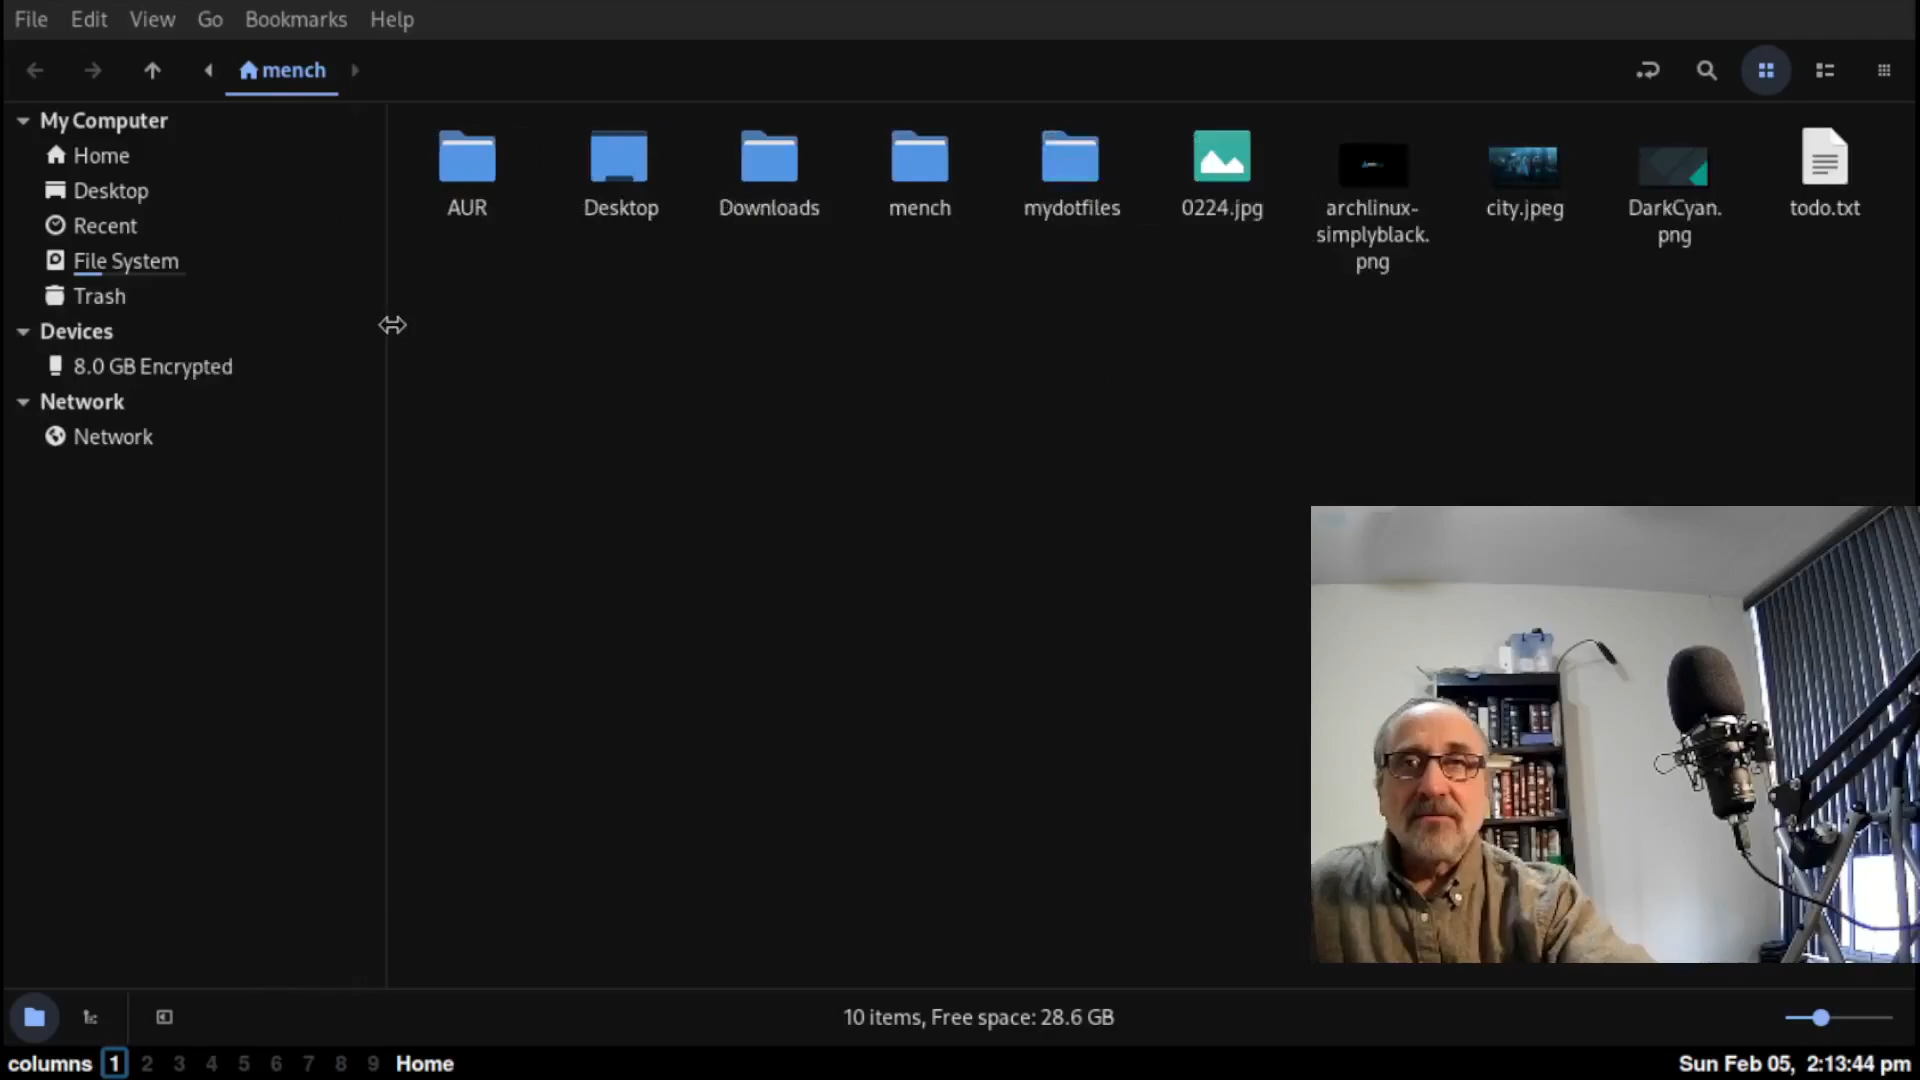 File Edit View Go Bookmarks Help
mench
My Computer
Home
Desktop
Recent
File System
Trash
Devices
8.0 GB Encrypted
Network
Network
AUR
Desktop
Downloads
mench
mydotfiles
0224.jpg
archlinux-
simplyblack.
png
city.jpeg
DarkCyan.
png
todo.txt
10 items, Free space: 28.6 GB
columns 1 2 3 4 5 6 7 8 9 Home
Sun Feb 05, 2:13:44 pm